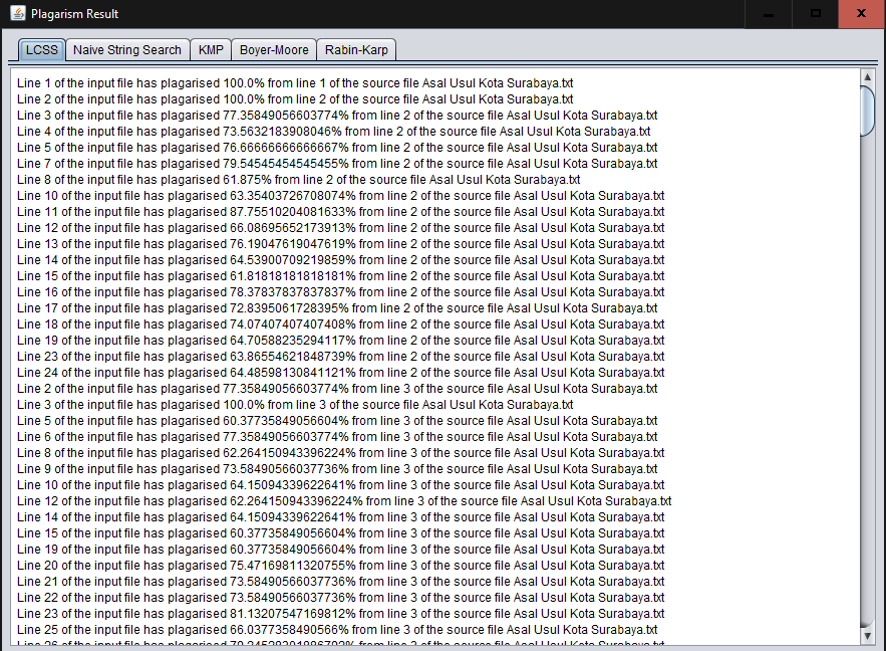 Plagarism Result
LCSS Naive String Search KMP Boyer-Moore Rabin-Karp
Line 1 of the input file has plagarised 100.0% from line 1 of the source file Asal Usul Kota Surabaya.txt
Line 2 of the input file has plagarised 100.0% from line 2 of the source file Asal Usul Kota Surabaya.txt
Line 3 of the input file has plagarised 77.35849056603774% from line 2 of the source file Asal Usul Kota Surabaya.txt
Line 4 of the input file has plagarised 73.5632183908046% from line 2 of the source file Asal Usul Kota Surabaya.txt
Line 5 of the input file has plagarised 76.66666666666667% from line 2 of the source file Asal Usul Kota Surabaya.txt
Line 7 of the input file has plagarised 79.54545454545455% from line 2 of the source file Asal Usul Kota Surabaya.txt
Line 8 of the input file has plagarised 61.875% from line 2 of the source file Asal Usul Kota Surabaya.txt
Line 10 of the input file has plagarised 63.35403726708074% from line 2 of the source file Asal Usul Kota Surabaya.txt
Line 11 of the input file has plagarised 87.75510204081633% from line 2 of the source file Asal Usul Kota Surabaya.txt
Line 12 of the input file has plagarised 66.08695652173913% from line 2 of the source file Asal Usul Kota Surabaya.txt
Line 13 of the input file has plagarised 76.19047619047619% from line 2 of the source file Asal Usul Kota Surabaya.txt
Line 14 of the input file has plagarised 64.53900709219859% from line 2 of the source file Asal Usul Kota Surabaya.txt
Line 15 of the input file has plagarised 61.81818181818181% from line 2 of the source file Asal Usul Kota Surabaya.txt
Line 16 of the input file has plagarised 78.37837837837837% from line 2 of the source file Asal Usul Kota Surabaya.txt
Line 17 of the input file has plagarised 72.8395061728395% from line 2 of the source file Asal Usul Kota Surabaya.txt
Line 18 of the input file has plagarised 74.07407407407408% from line 2 of the source file Asal Usul Kota Surabaya.txt
Line 19 of the input file has plagarised 64.70588235294117% from line 2 of the source file Asal Usul Kota Surabaya.txt
Line 23 of the input file has plagarised 63.86554621848739% from line 2 of the source file Asal Usul Kota Surabaya.txt
Line 24 of the input file has plagarised 64.48598130841121% from line 2 of the source file Asal Usul Kota Surabaya.txt
Line 2 of the input file has plagarised 77.35849056603774% from line 3 of the source file Asal Usul Kota Surabaya.txt
Line 3 of the input file has plagarised 100.0% from line 3 of the source file Asal Usul Kota Surabaya.txt
Line 5 of the input file has plagarised 60.37735849056604% from line 3 of the source file Asal Usul Kota Surabaya.txt
Line 6 of the input file has plagarised 77.35849056603774% from line 3 of the source file Asal Usul Kota Surabaya.txt
Line 8 of the input file has plagarised 62.264150943396224% from line 3 of the source file Asal Usul Kota Surabaya.txt
Line 9 of the input file has plagarised 73.58490566037736% from line 3 of the source file Asal Usul Kota Surabaya.txt
Line 10 of the input file has plagarised 64.15094339622641% from line 3 of the source file Asal Usul Kota Surabaya.txt
Line 12 of the input file has plagarised 62.264150943396224% from line 3 of the source file Asal Usul Kota Surabaya.txt
Line 14 of the input file has plagarised 64.15094339622641% from line 3 of the source file Asal Usul Kota Surabaya.txt
Line 15 of the input file has plagarised 60.37735849056604% from line 3 of the source file Asal Usul Kota Surabaya.txt
Line 19 of the input file has plagarised 60.37735849056604% from line 3 of the source file Asal Usul Kota Surabaya.txt
Line 20 of the input file has plagarised 75.47169811320755% from line 3 of the source file Asal Usul Kota Surabaya.txt
Line 21 of the input file has plagarised 73.58490566037736% from line 3 of the source file Asal Usul Kota Surabaya.txt
Line 22 of the input file has plagarised 73.58490566037736% from line 3 of the source file Asal Usul Kota Surabaya.txt
Line 23 of the input file has plagarised 81.13207547169812% from line 3 of the source file Asal Usul Kota Surabaya.txt
Line 25 of the input file has plagarised 66.0377358490566% from line 3 of the source file Asal Usul Kota Surabaya.txt